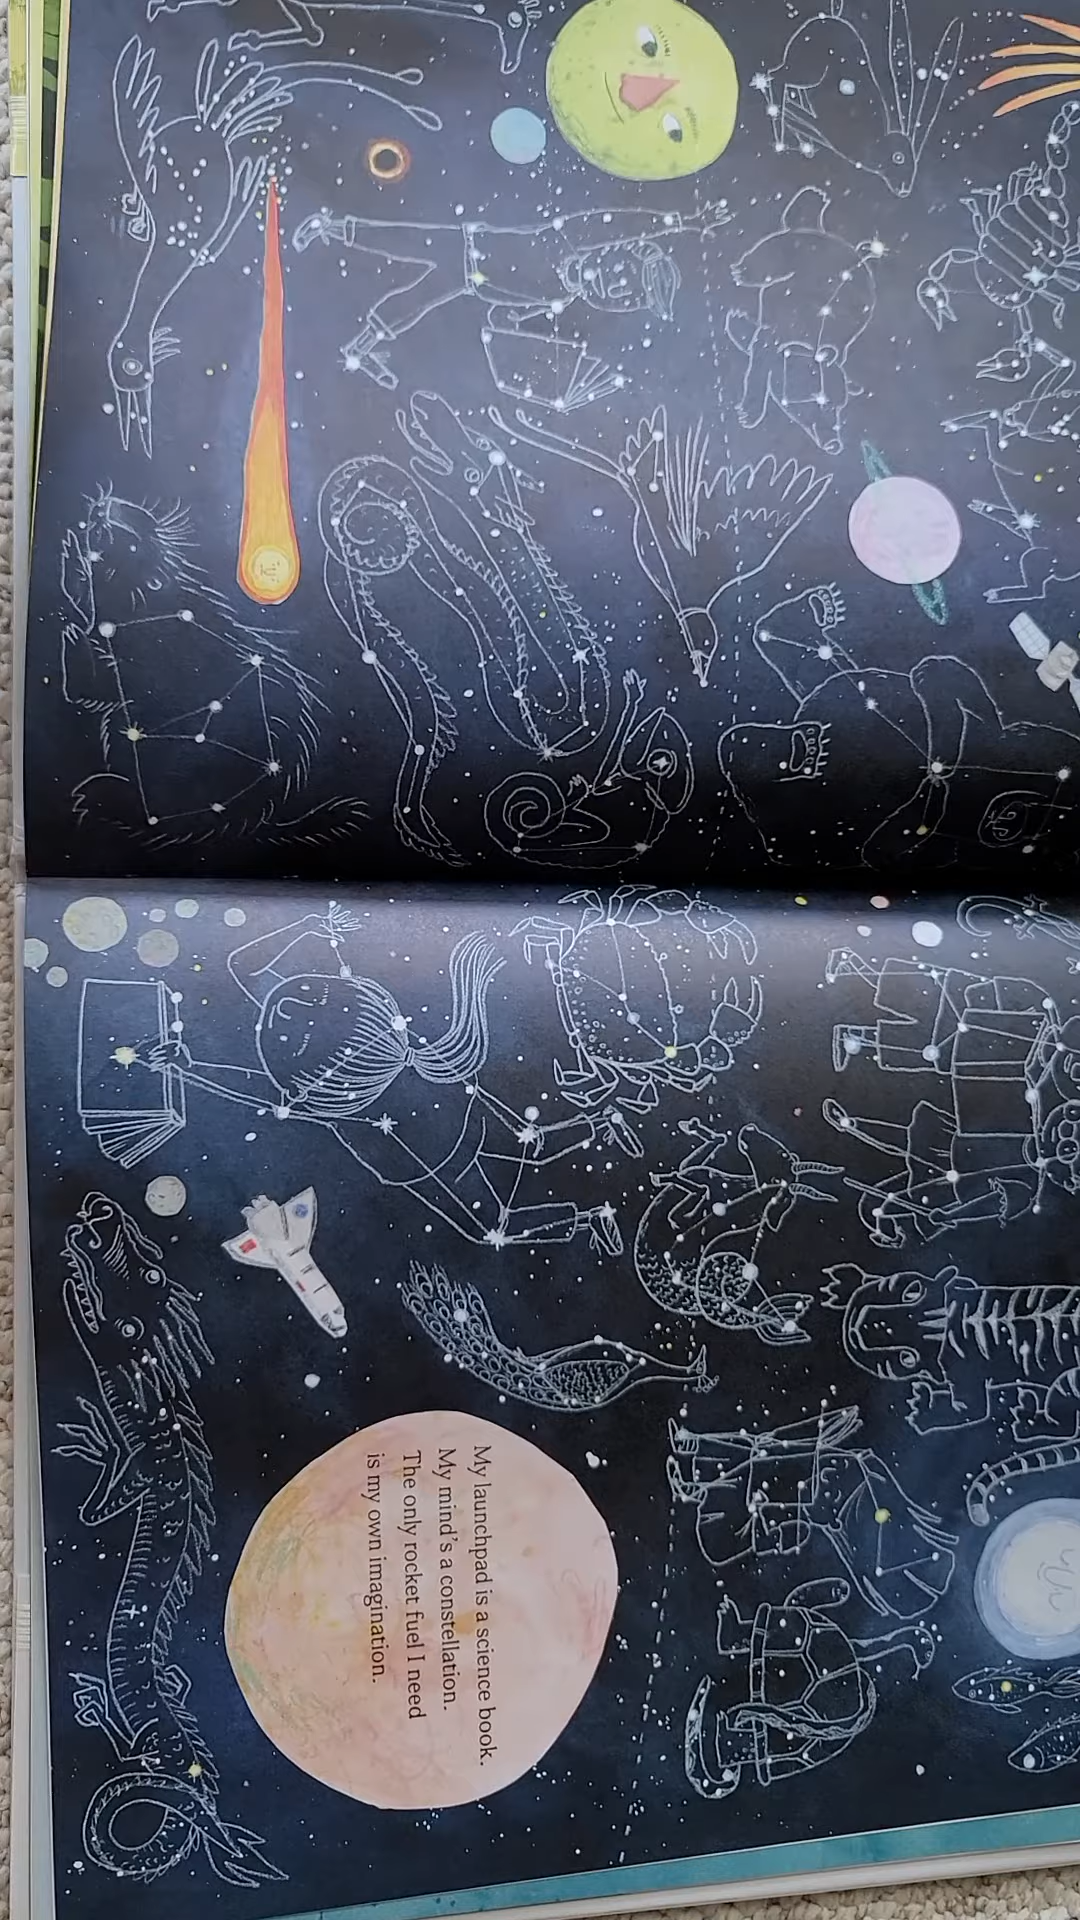 My launchpad is a science book.
My mind's a constellation.
The only rocket fuel I need
is my own imagination.